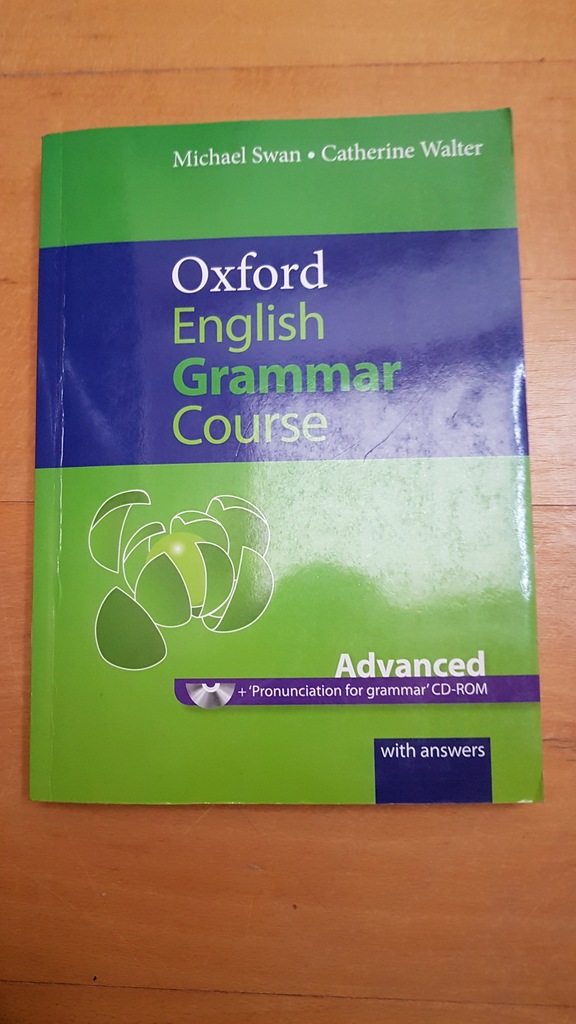 Michael Swan • Catherine Walter
Oxford
English
Grammar
Course
Advanced
+ 'Pronunciation for grammar' CD-ROM
with answers